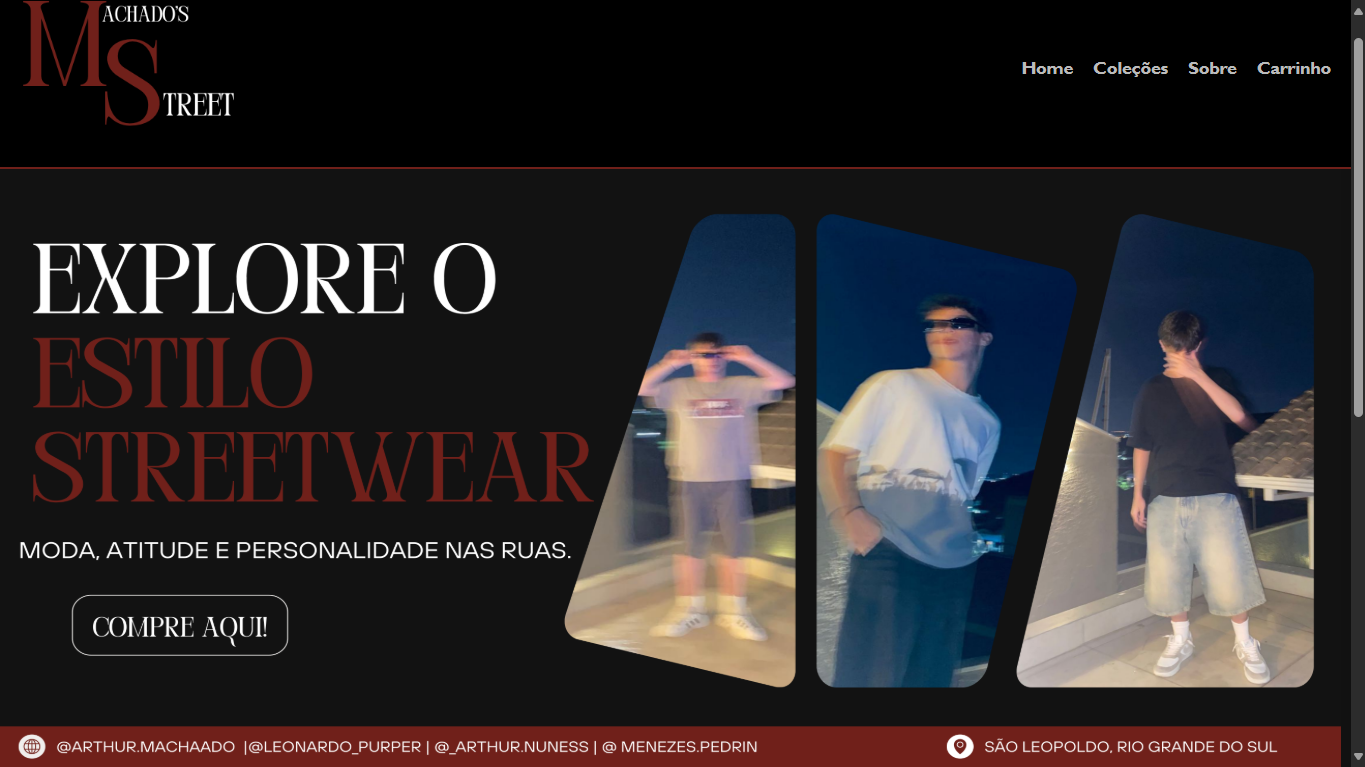 MACHADO'S
STREET
Home Coleções Sobre Carrinho
EXPLORE O
ESTILO
STREETWEAR
MODA, ATITUDE E PERSONALIDADE NAS RUAS.
COMPRE AQUI!
@ARTHUR.MACHAADO |@LEONARDO_PURPER | @_ARTHUR.NUNESS | @ MENEZES.PEDRIN
SÃO LEOPOLDO, RIO GRANDE DO SUL